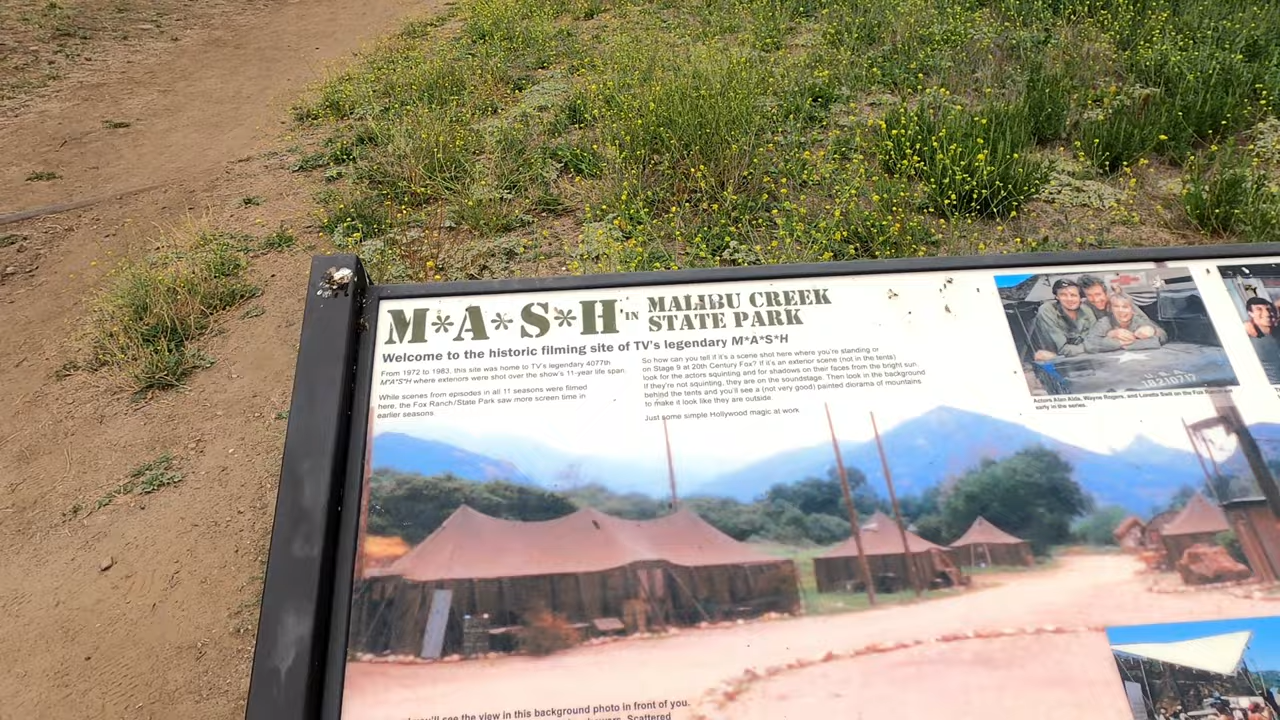 M*A*S*H IN MALIBU CREEK
STATE PARK
Welcome to the historic filming site of TV's legendary M*A*S*H
From 1972 to 1983, this site was home to TV's legendary 4077th
M*A*S*H where exteriors were shot over the show's 11-year life span.
While scenes from episodes in all 11 seasons were filmed
here, the Fox Ranch/State Park saw more screen time in
earlier seasons.
So how can you tell if it's a scene shot here where you're standing or
on Stage 9 at 20th Century Fox? If it's an exterior scene (not in the tents)
look for the actors squinting and for shadows on their faces from the bright sun.
If they're not squinting, they are on the soundstage. Then look in the background
behind the tents and you'll see a (not very good) painted diorama of mountains
to make it look like they are outside.
Just some simple Hollywood magic at work
Actors Alan Alda, Wayne Rogers, and Loretta Swit on the Fox Ranch
early in the series.
you'll see the view in this background photo in front of you.
Scattered